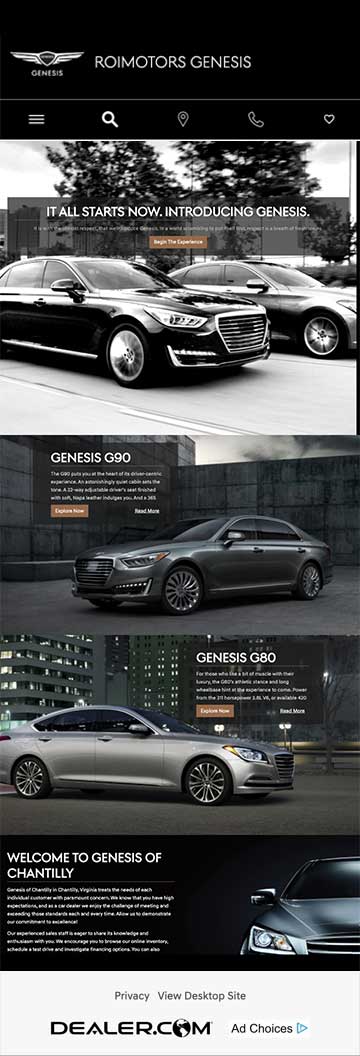 GENESIS
ROIMOTORS GENESIS
IT ALL STARTS NOW. INTRODUCING GENESIS.
It is with the utmost respect, that we introduce Genesis. In a world scrambling to put itself first, respect is a breath of fresh
Begin The Experience
GENESIS G90
The G90 puts you at the heart of its driver-centric
experience. An astonishingly quiet cabin sets the
tone. A 22-way adjustable driver's seat finished
with soft, Napa leather indulges you. And a 365
Explore Now
Read More
GENESIS G80
For those who like a bit of muscle with their
luxury, the G80's athletic stance and long
wheelbase hint at the experience to come. Power
from the 311 horsepower 3.8L V6, or available 420
Explore Now
Read More
WELCOME TO GENESIS OF
CHANTILLY
Genesis of Chantilly in Chantilly, Virginia treats the needs of each
individual customer with paramount concern. We know that you have high
expectations, and as a car dealer we enjoy the challenge of meeting and
exceeding those standards each and every time. Allow us to demonstrate
our commitment to excellence!
Our experienced sales staff is eager to share its knowledge and
enthusiasm with you. We encourage you to browse our online inventory,
schedule a test drive and investigate financing options. You can also
Privacy View Desktop Site
DEALER.COM
Ad Choices